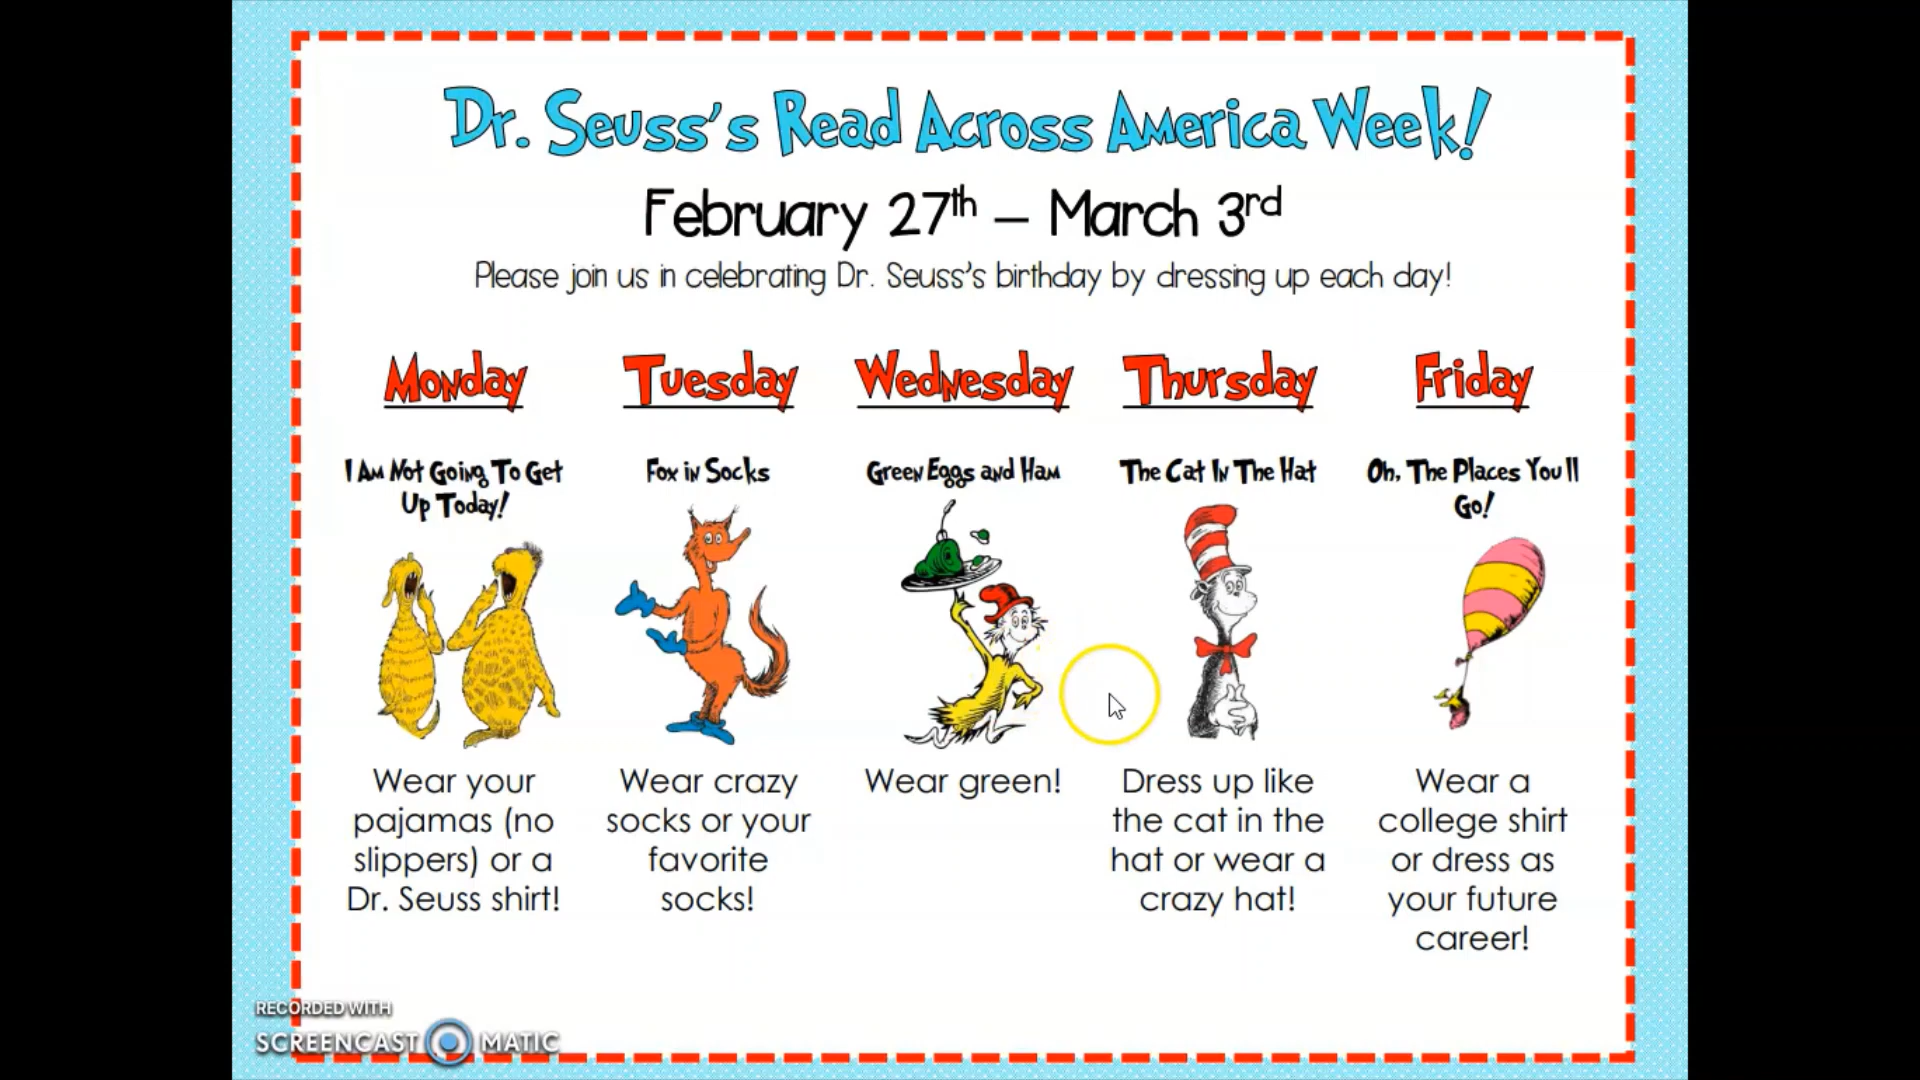 Dr. Seuss's Read Across America Week!
February 27th – March 3rd
Please join us in celebrating Dr. Seuss's birthday by dressing up each day!
Monday
I Am Not Going To Get
Up Today!
Wear your
pajamas (no
slippers) or a
Dr. Seuss shirt!
Tuesday
Fox in Socks
Wear crazy
socks or your
favorite
socks!
Wednesday
Green Eggs and Ham
Wear green!
Thursday
The Cat In The Hat
Dress up like
the cat in the
hat or wear a
crazy hat!
Friday
Oh, The Places You'll
Go!
Wear a
college shirt
or dress as
your future
career!
RECORDED WITH
SCREENCAST MATIC